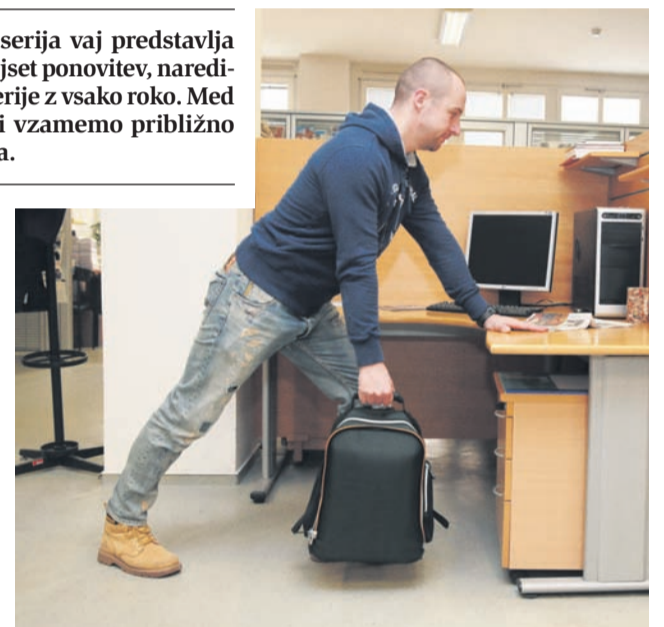 serija vaj predstavlja
jset ponovitev, naredi-
erije z vsako roko. Med
i vzamemo približno
a.